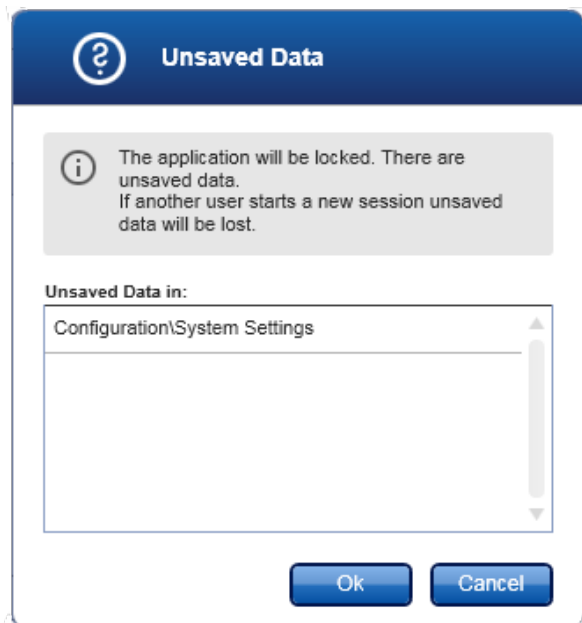 Unsaved Data
The application will be locked. There are
unsaved data.
If another user starts a new session unsaved
data will be lost.
Unsaved Data in:
Configuration\System Settings
Ok
Cancel